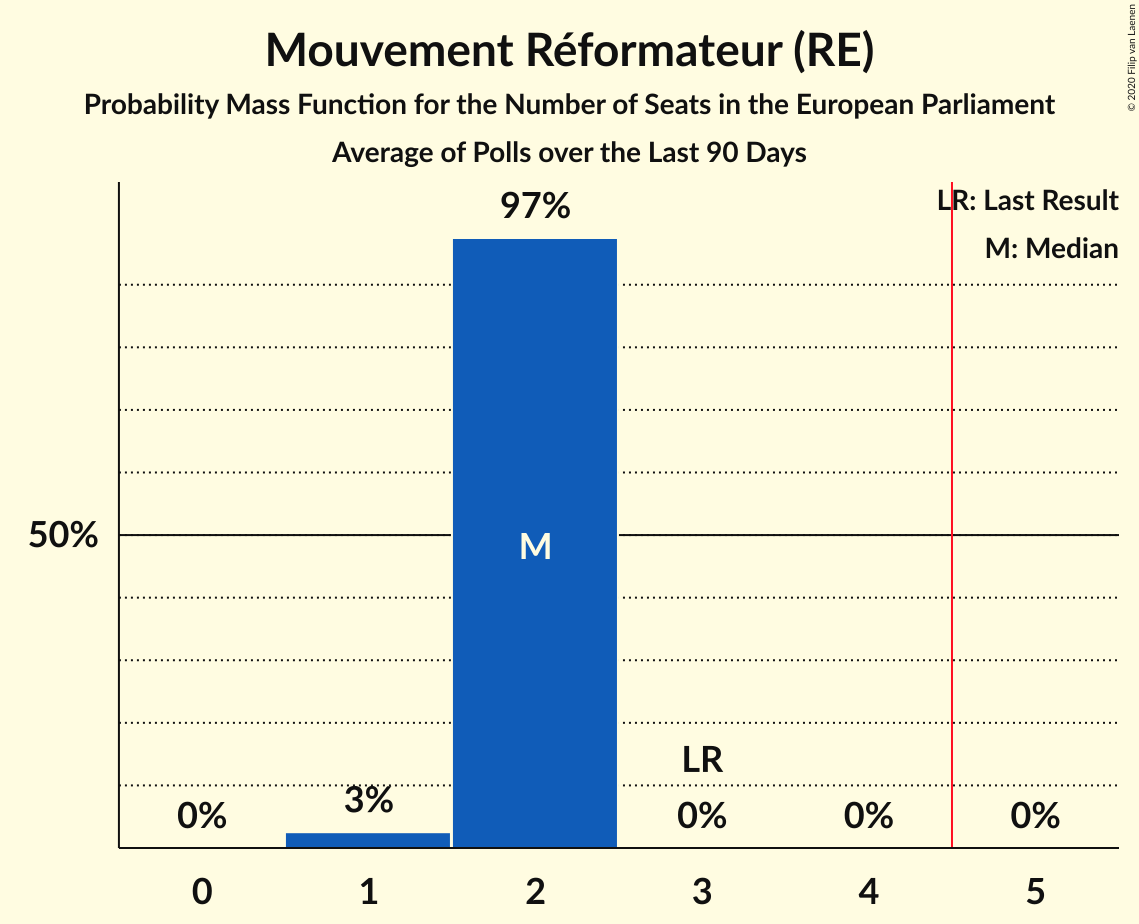 Mouvement Réformateur (RE)
Probability Mass Function for the Number of Seats in the European Parliament
Average of Polls over the Last 90 Days
© 2020 Filip van Laenen
LR: Last Result
M: Median
97%
50%
M
LR
0%
3%
0%
0%
0%
0
1
2
3
4
5